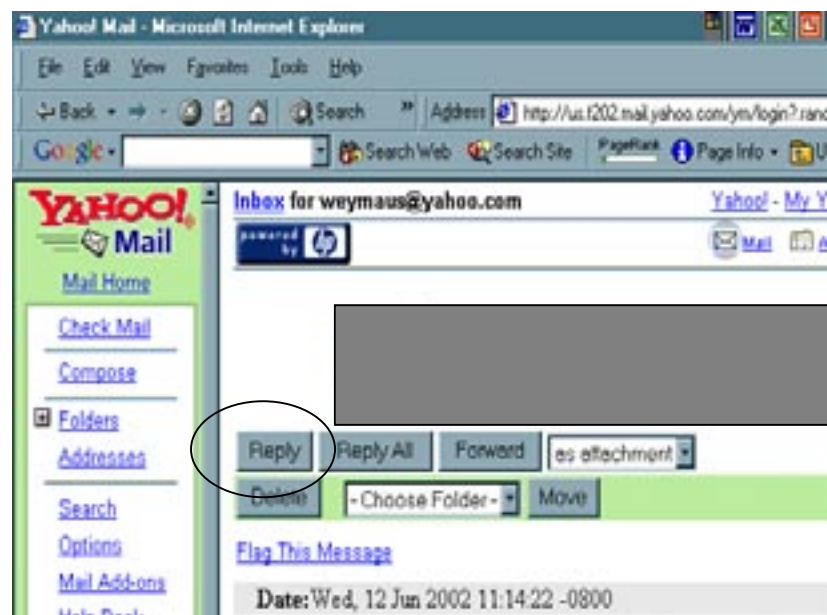 Yahoo! Mail - Microsoft Internet Explorer
File Edit View Favorites Tools Help
Back Search » Address http://us.f202.mail.yahoo.com/ym/login?.rand
Google Search Web Search Site PageRank Page Info U
YAHOO! Mail
Inbox for weymaus@yahoo.com Yahoo! - My Y
powered by hp Mail A
Mail Home
Check Mail
Compose
Folders
Addresses
Search
Options
Mail Add-ons
Help Desk
Reply Reply All Forward as attachment
Delete - Choose Folder - Move
Flag This Message
Date: Wed, 12 Jun 2002 11:14:22 -0800